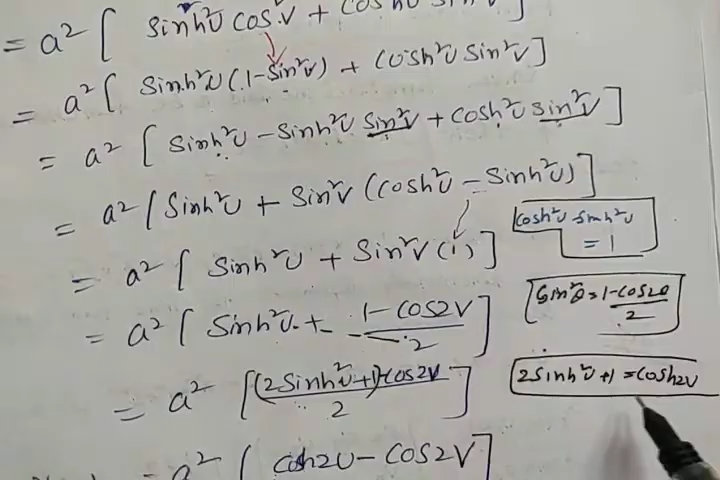 = a² [ sinh²U cos²V + cosh U
= a² [ sinh²U (1-sin²V) + cosh²U sin²V ]
= a² [ sinh²U - sinh²U sin²V + cosh²U sin²V ]
= a² [ sinh²U + sin²V (cosh²U - sinh²U) ]
cosh²U - sinh²U
= 1
= a² [ sinh²U + sin²V (1) ]
sin²θ = 1-cos2θ / 2
= a² [ sinh²U + 1-cos2V / 2 ]
2sinh²U + 1 = cosh2U
= a² [ (2sinh²U+1)-cos2V / 2 ]
= a² [ cosh2U - cos2V ]